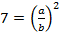 7 = (a/b)²